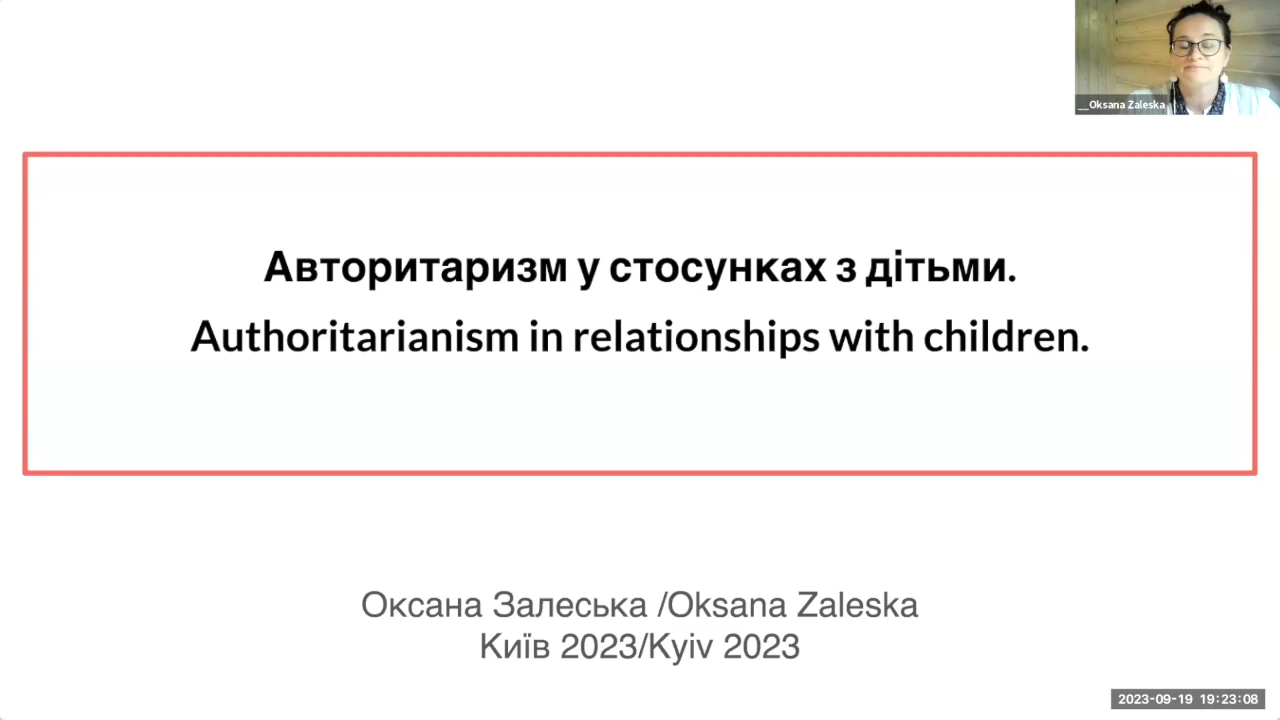 __Oksana Zaleska
Авторитаризм у стосунках з дітьми.
Authoritarianism in relationships with children.
Оксана Залеська /Oksana Zaleska
Київ 2023/Kyiv 2023
2023-09-19 19:23:08